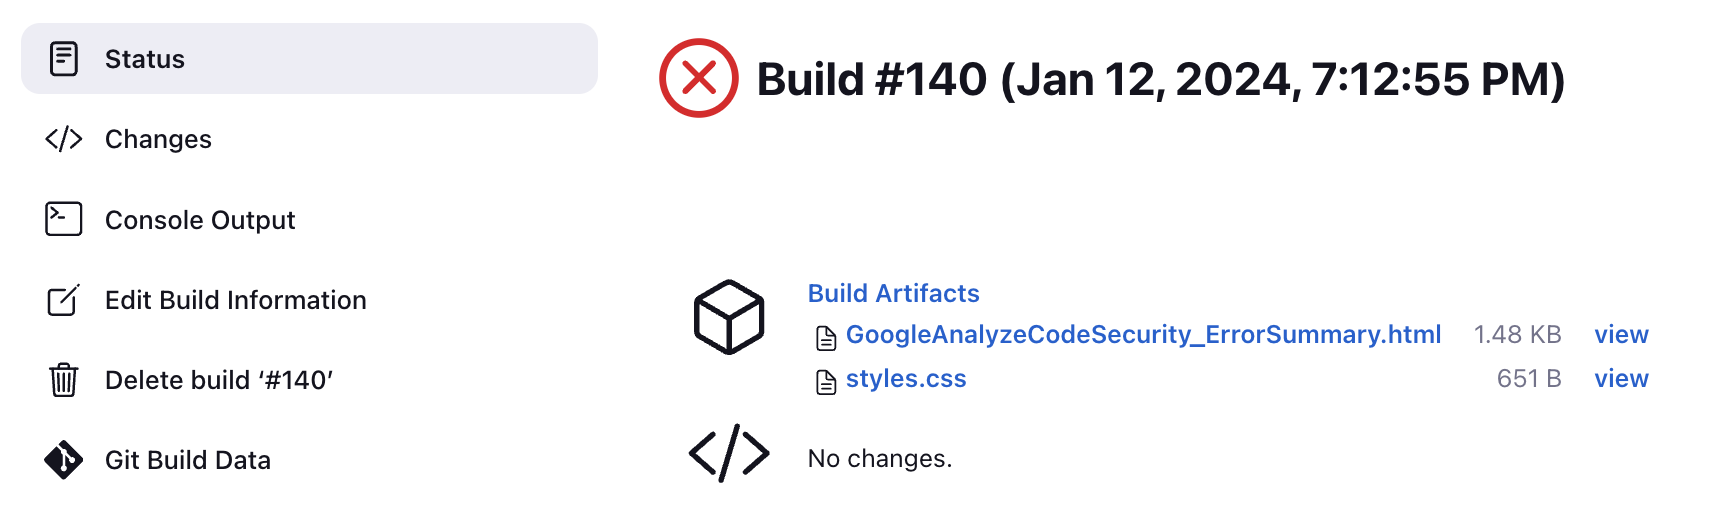 Status
Changes
Console Output
Edit Build Information
Delete build ‘#140’
Git Build Data
Build #140 (Jan 12, 2024, 7:12:55 PM)
Build Artifacts
GoogleAnalyzeCodeSecurity_ErrorSummary.html 1.48 KB view
styles.css 651 B view
No changes.